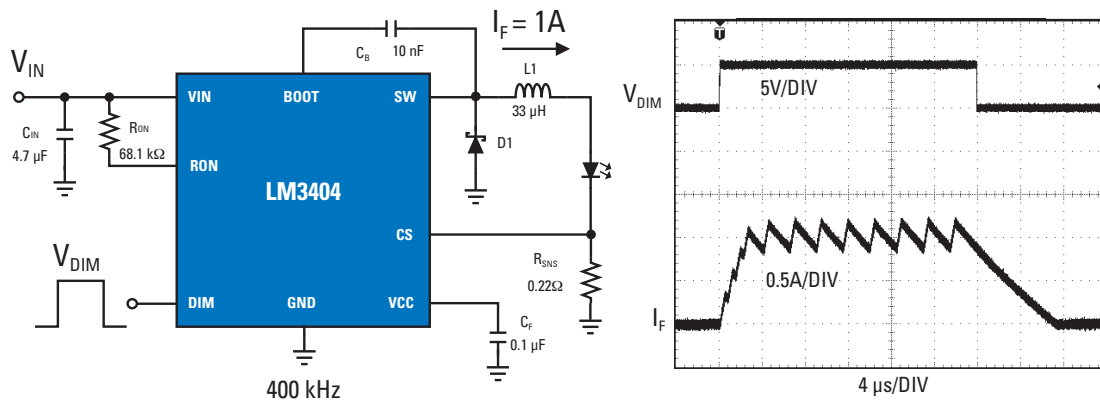 I_F = 1A
C_B 10 nF
V_IN
VIN BOOT SW
L1
33 µH
C_IN
4.7 µF
R_ON
68.1 kΩ
D1
RON
LM3404
CS
V_DIM
R_SNS
0.22Ω
DIM GND VCC
C_F
0.1 µF
400 kHz
T
V_DIM
5V/DIV
0.5A/DIV
I_F
4 µs/DIV